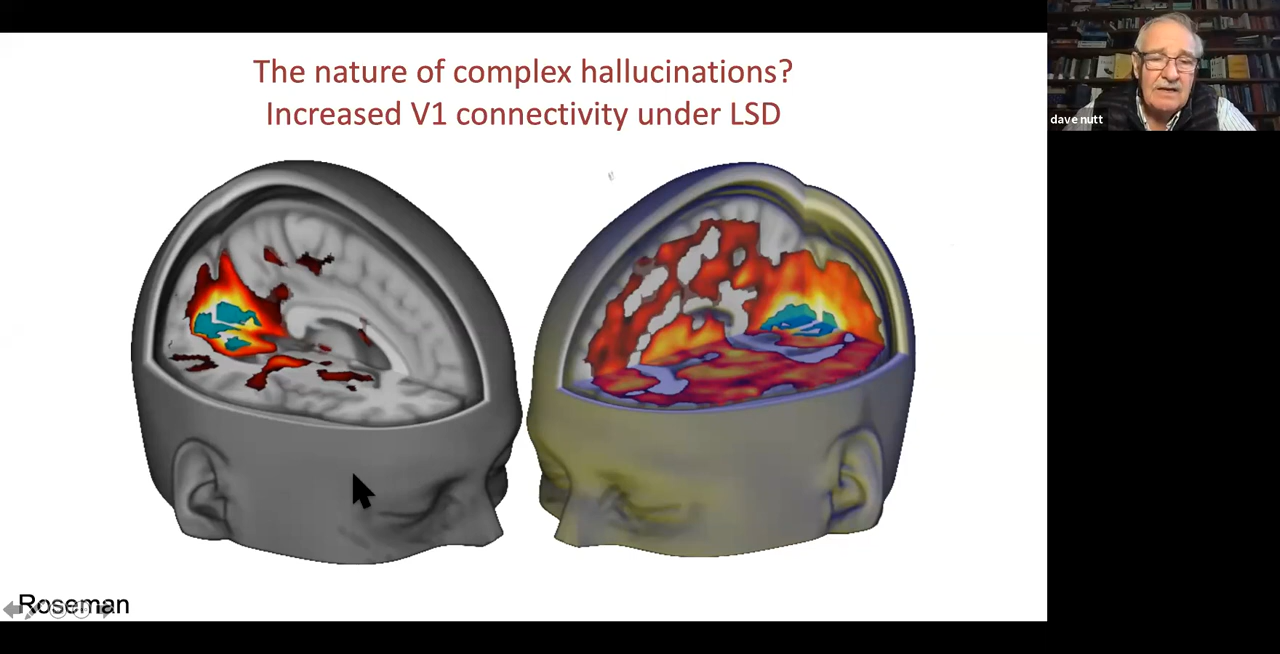 The nature of complex hallucinations?
Increased V1 connectivity under LSD
dave nutt
Roseman